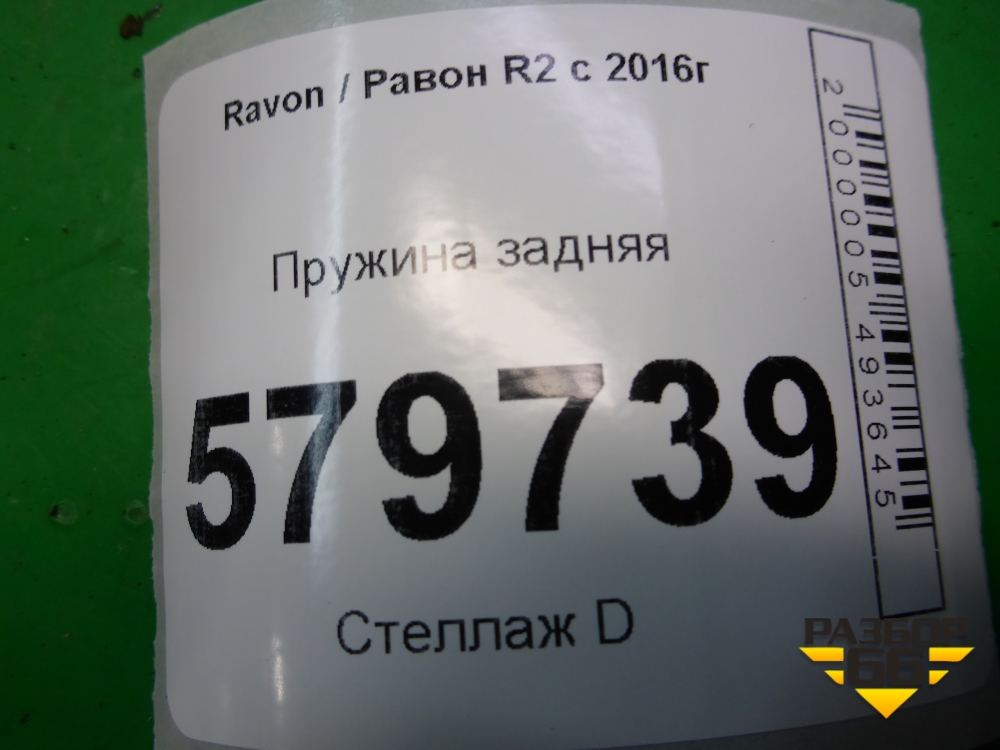 Ravon / Равон R2 с 2016г
Пружина задняя
579739
Стеллаж D
2000005493645
РАЗБОР
66